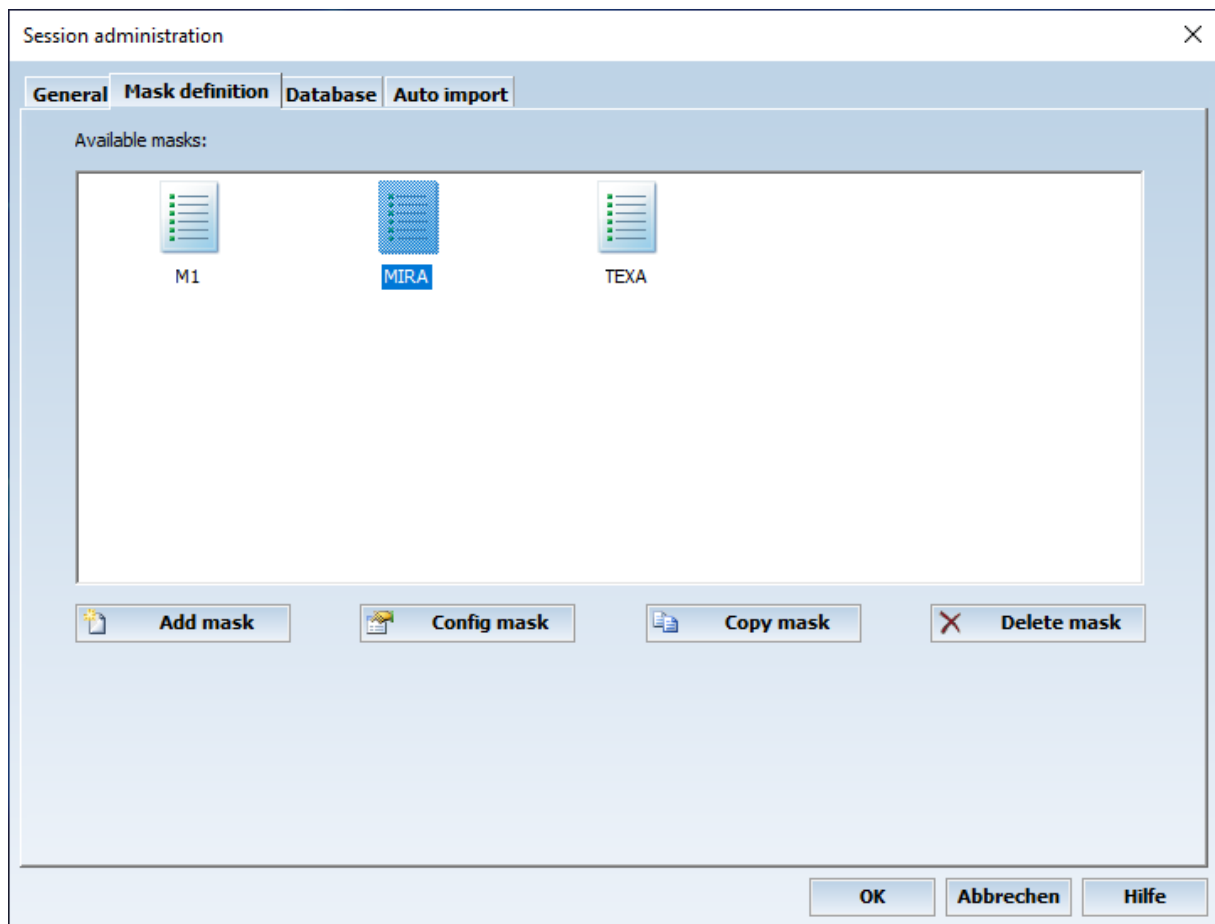 Session administration
General Mask definition Database Auto import
Available masks:
M1 MIRA TEXA
Add mask Config mask Copy mask Delete mask
OK Abbrechen Hilfe